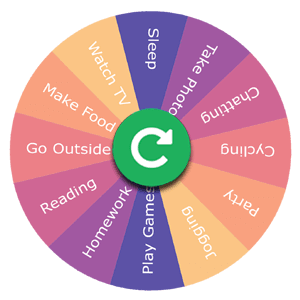 Sleep
Take Photo
Chatting
Cycling
Party
Jogging
Play Games
Homework
Reading
Go Outside
Make Food
Watch TV